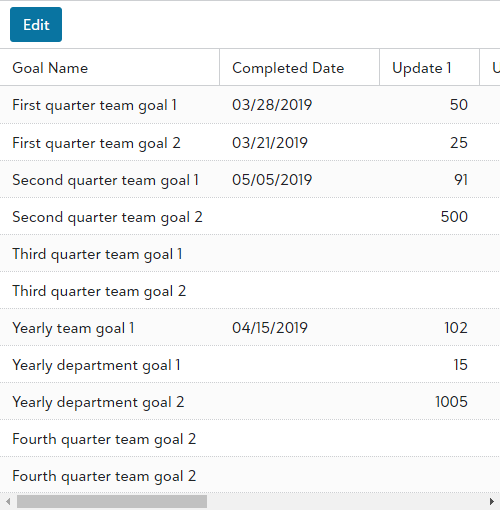 Edit
Goal Name Completed Date Update 1 U
First quarter team goal 1 03/28/2019 50
First quarter team goal 2 03/21/2019 25
Second quarter team goal 1 05/05/2019 91
Second quarter team goal 2 500
Third quarter team goal 1
Third quarter team goal 2
Yearly team goal 1 04/15/2019 102
Yearly department goal 1 15
Yearly department goal 2 1005
Fourth quarter team goal 2
Fourth quarter team goal 2